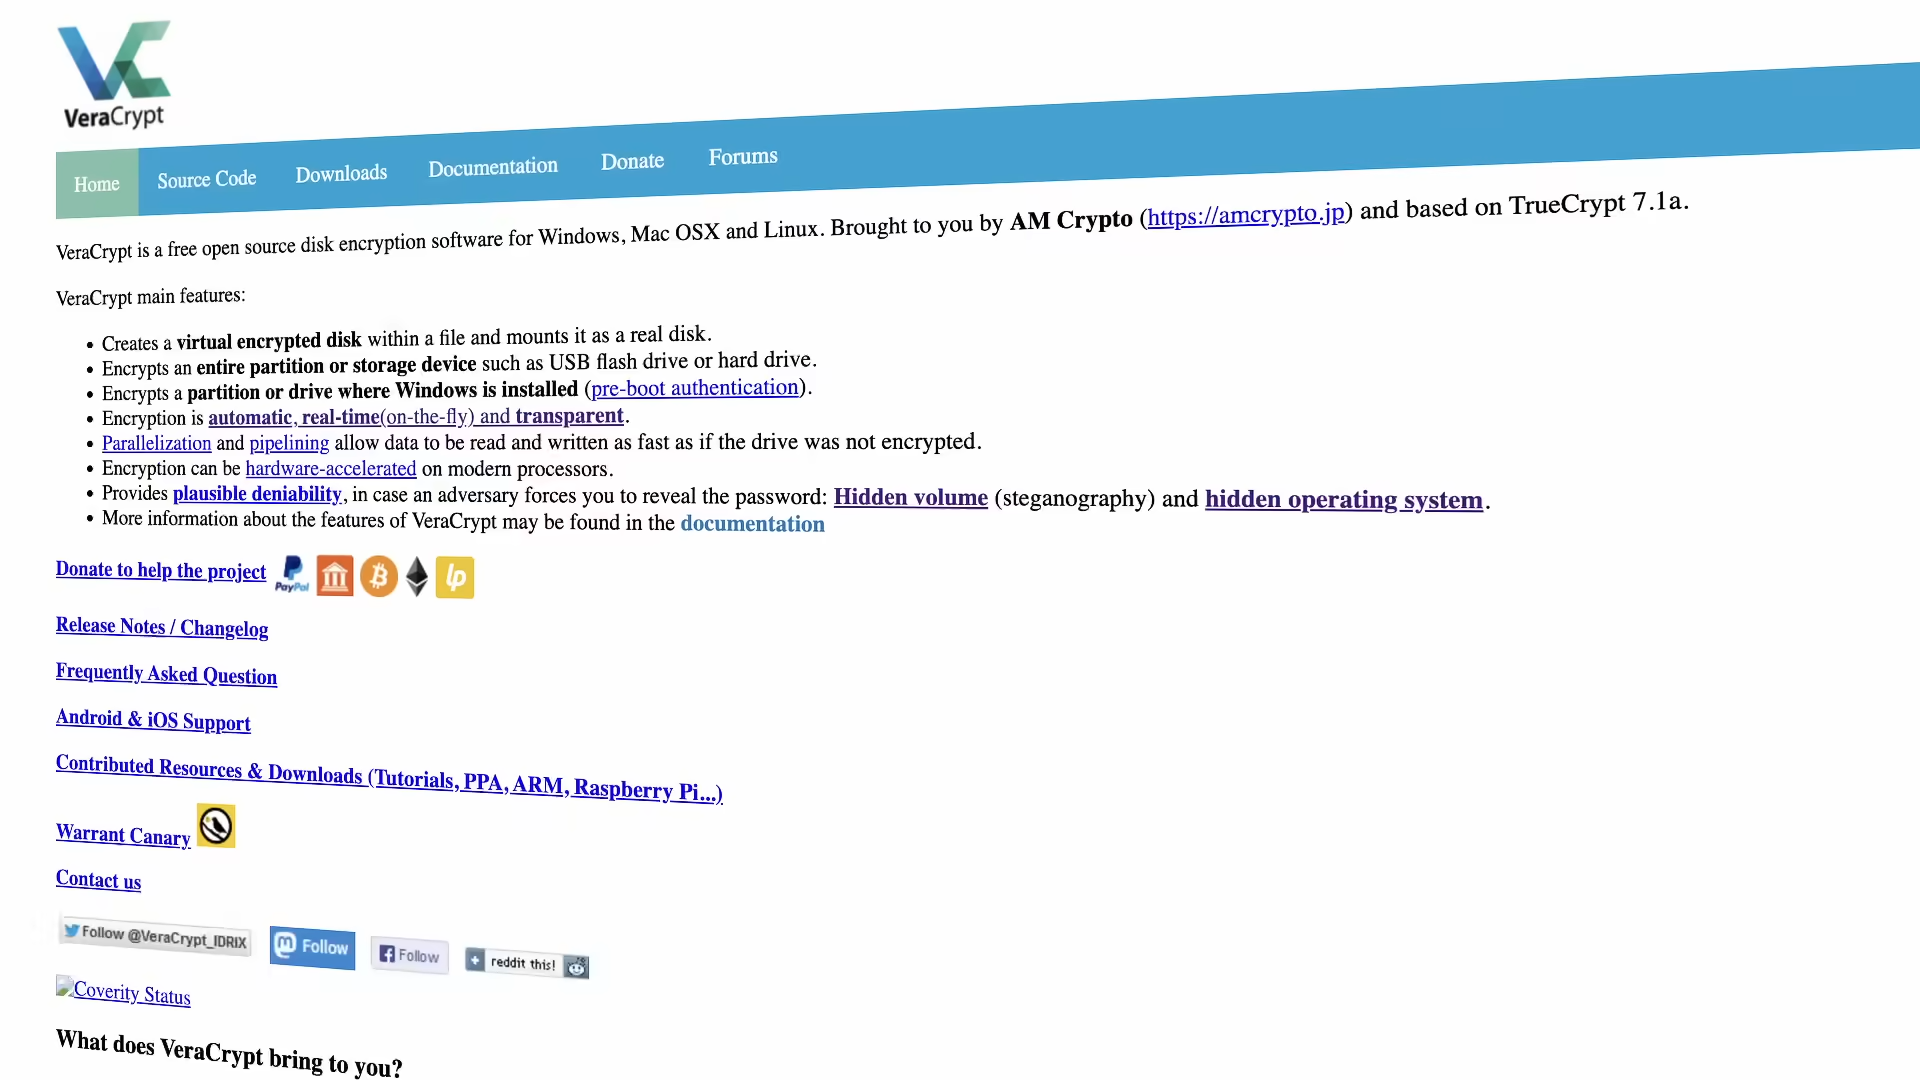 VeraCrypt
Home Source Code Downloads Documentation Donate Forums
VeraCrypt is a free open source disk encryption software for Windows, Mac OSX and Linux. Brought to you by AM Crypto (https://amcrypto.jp) and based on TrueCrypt 7.1a.
VeraCrypt main features:
• Creates a virtual encrypted disk within a file and mounts it as a real disk.
• Encrypts an entire partition or storage device such as USB flash drive or hard drive.
• Encrypts a partition or drive where Windows is installed (pre-boot authentication).
• Encryption is automatic, real-time(on-the-fly) and transparent.
• Parallelization and pipelining allow data to be read and written as fast as if the drive was not encrypted.
• Encryption can be hardware-accelerated on modern processors.
• Provides plausible deniability, in case an adversary forces you to reveal the password: Hidden volume (steganography) and hidden operating system.
• More information about the features of VeraCrypt may be found in the documentation
Donate to help the project PayPal lp
Release Notes / Changelog
Frequently Asked Question
Android & iOS Support
Contributed Resources & Downloads (Tutorials, PPA, ARM, Raspberry Pi...)
Warrant Canary
Contact us
Follow @VeraCrypt_IDRIX Follow Follow reddit this!
Coverity Status
What does VeraCrypt bring to you?